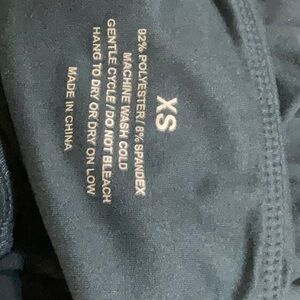 XS
92% POLYESTER / 8% SPANDEX
MACHINE WASH COLD
GENTLE CYCLE / DO NOT BLEACH
HANG TO DRY OR DRY ON LOW
MADE IN CHINA